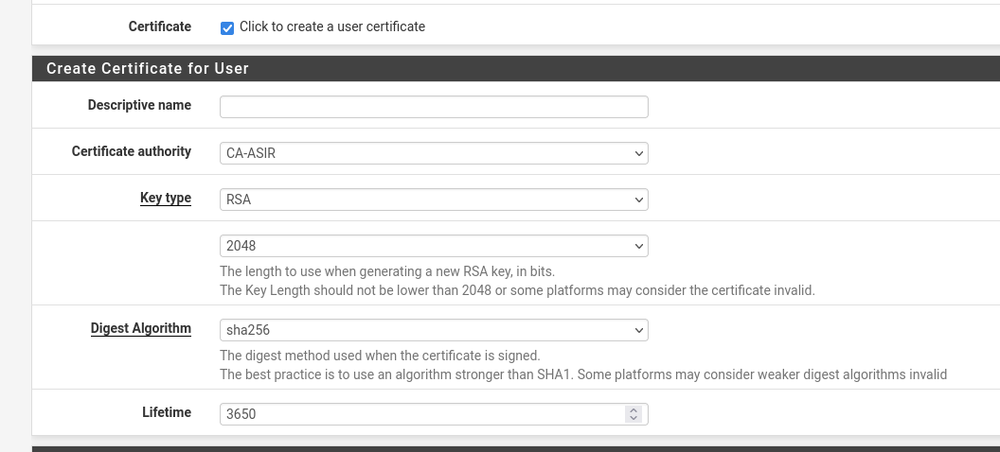 Certificate
Click to create a user certificate
Create Certificate for User
Descriptive name
Certificate authority
CA-ASIR
Key type
RSA
2048
The length to use when generating a new RSA key, in bits.
The Key Length should not be lower than 2048 or some platforms may consider the certificate invalid.
Digest Algorithm
sha256
The digest method used when the certificate is signed.
The best practice is to use an algorithm stronger than SHA1. Some platforms may consider weaker digest algorithms invalid
Lifetime
3650